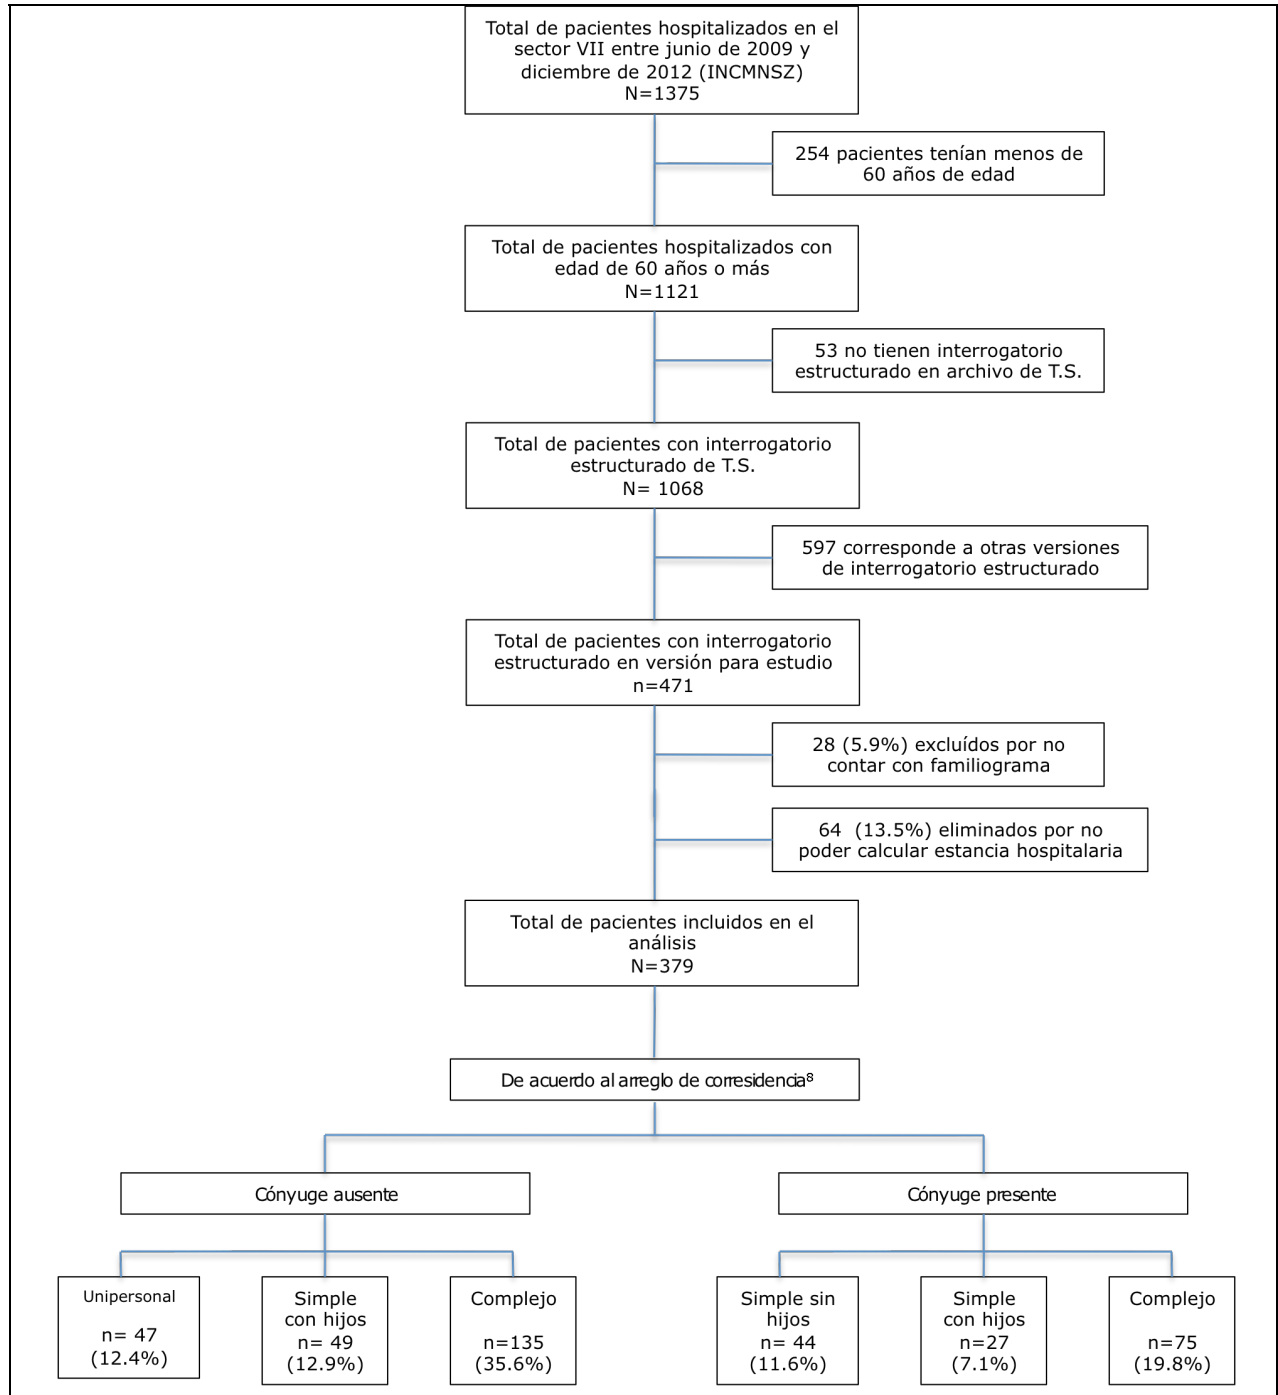 Total de pacientes hospitalizados en el
sector VII entre junio de 2009 y
diciembre de 2012 (INCMNSZ)
N=1375
254 pacientes tenían menos de
60 años de edad
Total de pacientes hospitalizados con
edad de 60 años o más
N=1121
53 no tienen interrogatorio
estructurado en archivo de T.S.
Total de pacientes con interrogatorio
estructurado de T.S.
N= 1068
597 corresponde a otras versiones
de interrogatorio estructurado
Total de pacientes con interrogatorio
estructurado en versión para estudio
n=471
28 (5.9%) excluídos por no
contar con familiograma
64 (13.5%) eliminados por no
poder calcular estancia hospitalaria
Total de pacientes incluidos en el
análisis
N=379
De acuerdo al arreglo de corresidencia⁸
Cónyuge ausente
Cónyuge presente
Unipersonal
n= 47
(12.4%)
Simple
con hijos
n= 49
(12.9%)
Complejo
n=135
(35.6%)
Simple sin
hijos
n= 44
(11.6%)
Simple
con hijos
n=27
(7.1%)
Complejo
n=75
(19.8%)